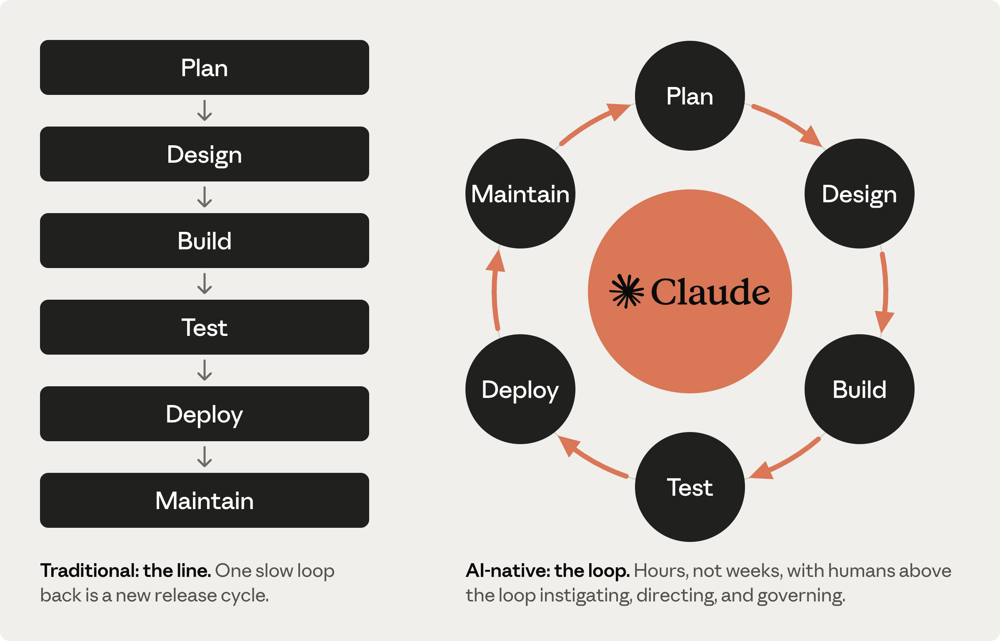 Plan
Design
Build
Test
Deploy
Maintain
Traditional: the line. One slow loop
back is a new release cycle.
Plan
Design
Build
Test
Deploy
Maintain
Claude
AI-native: the loop. Hours, not weeks, with humans above
the loop instigating, directing, and governing.